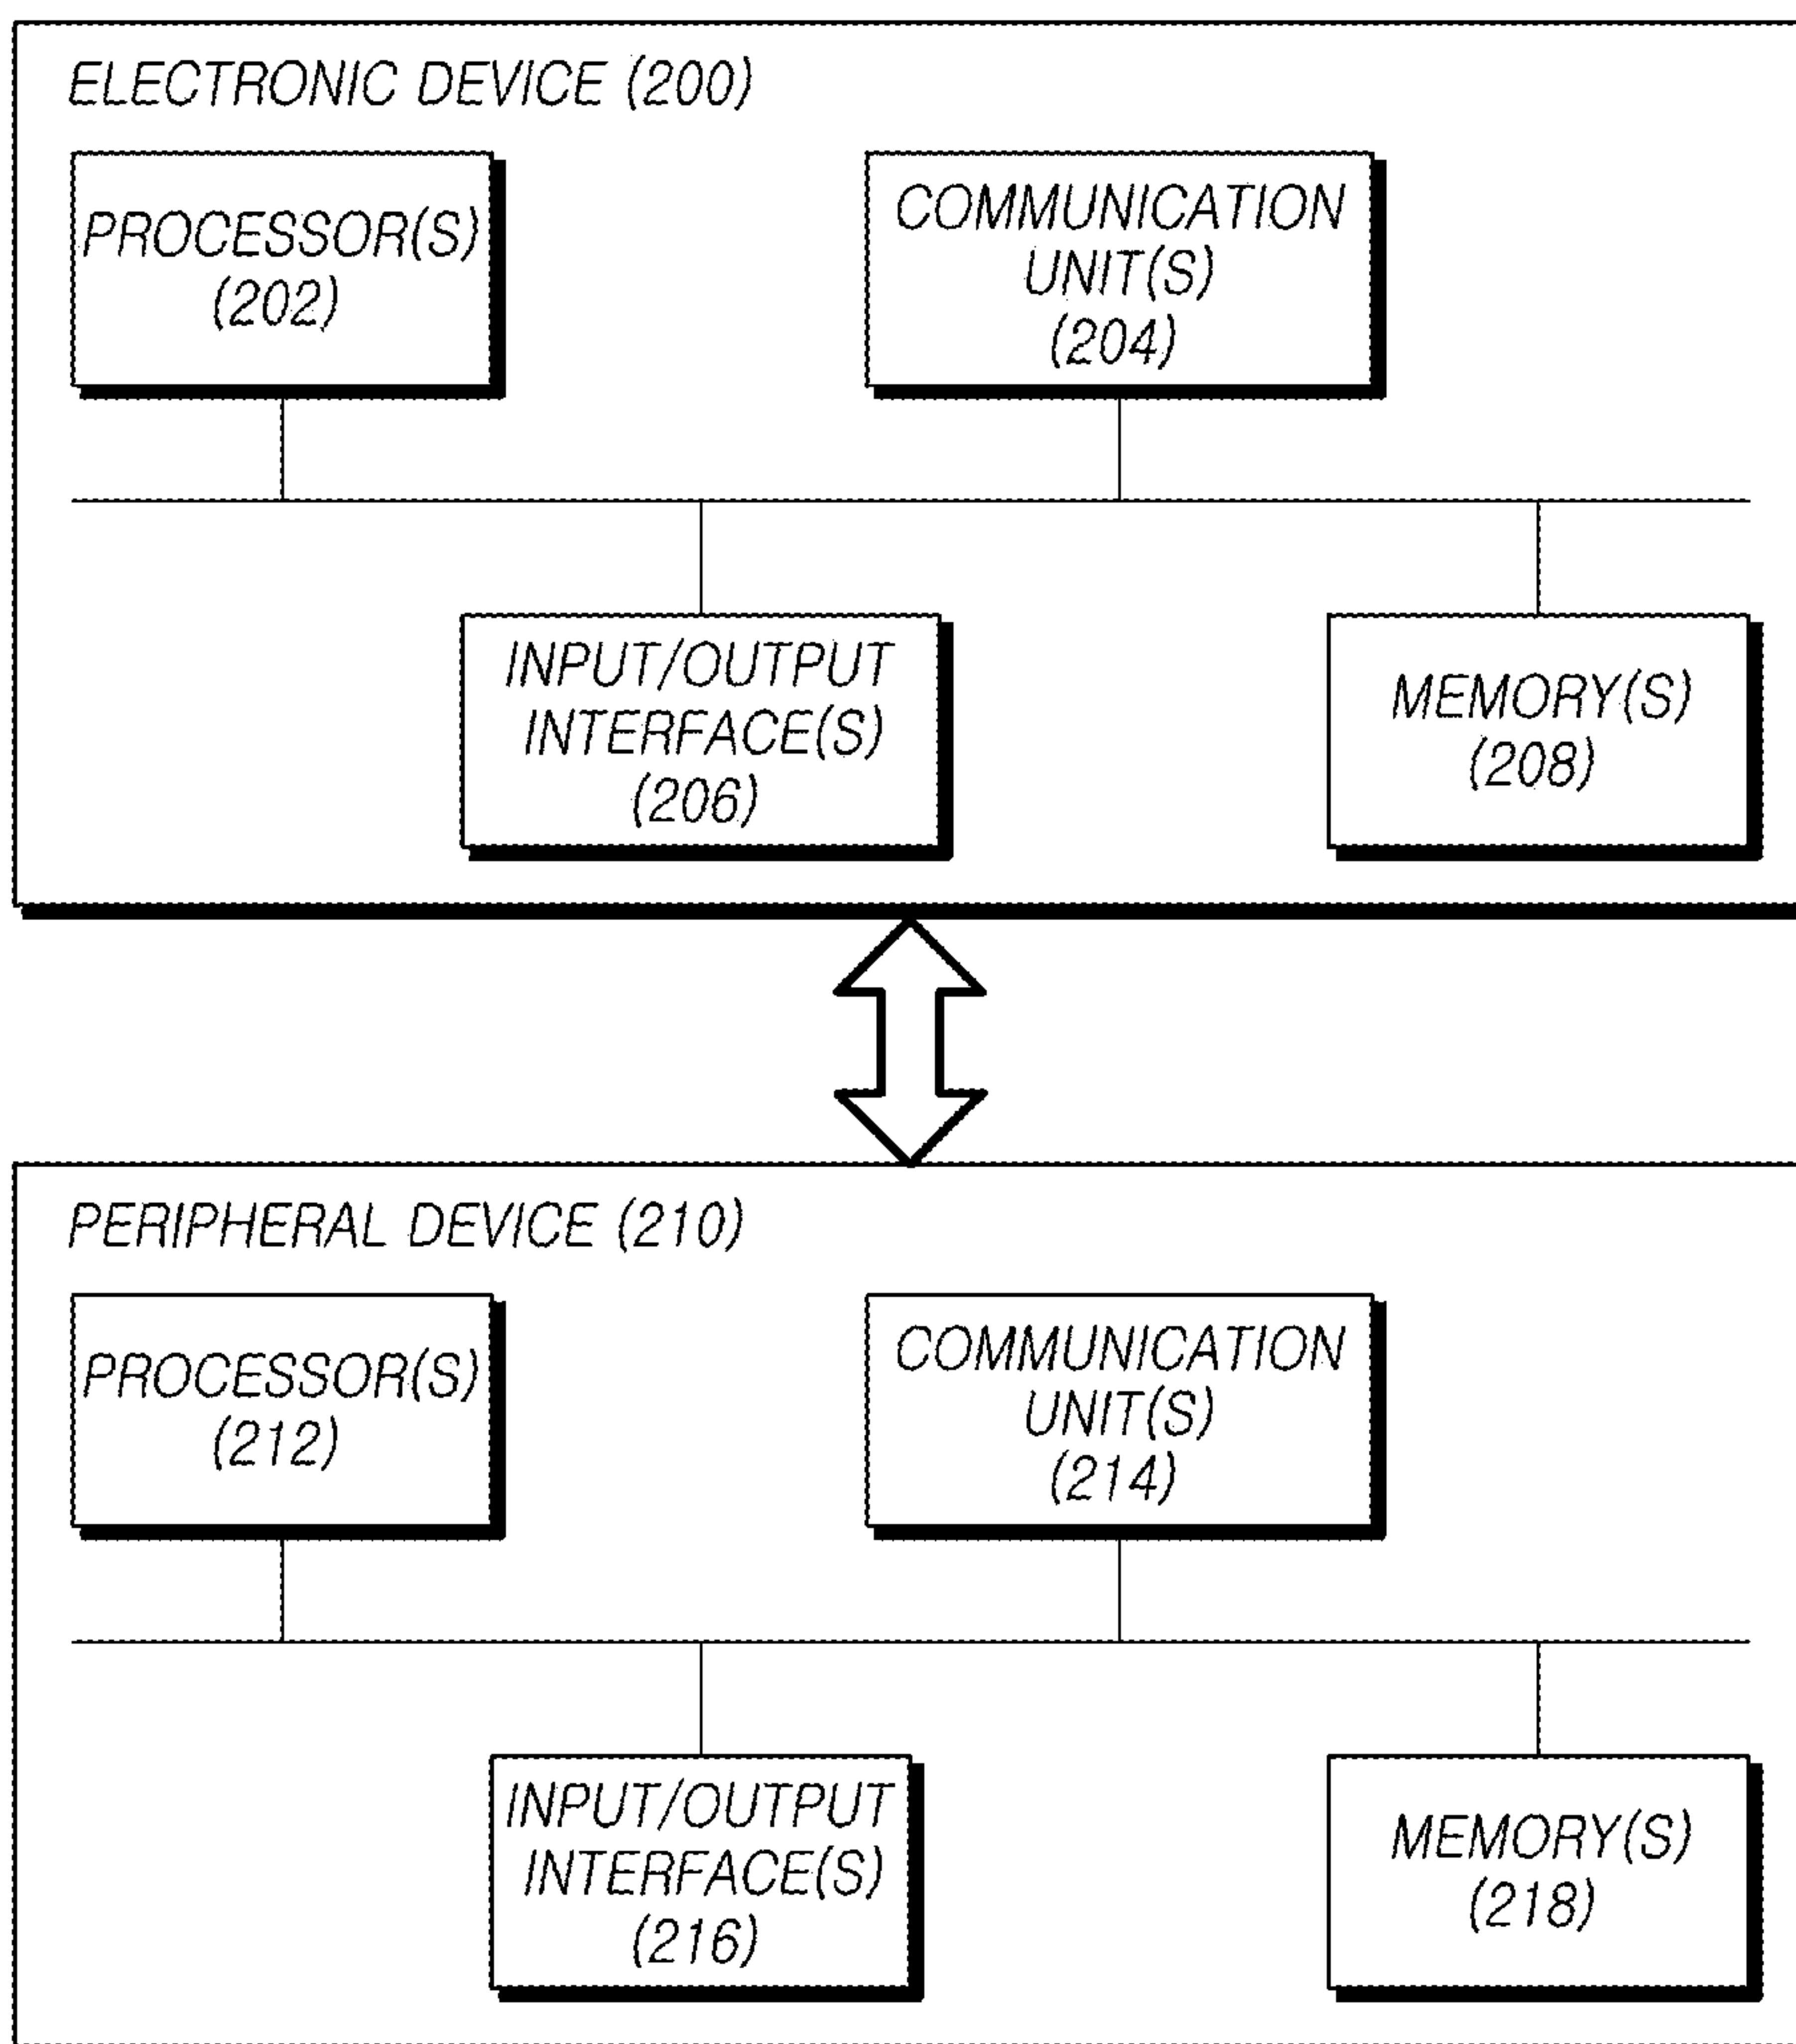 ELECTRONIC DEVICE (200)
PROCESSOR(S)
(202)
COMMUNICATION
UNIT(S)
(204)
INPUT/OUTPUT
INTERFACE(S)
(206)
MEMORY(S)
(208)
PERIPHERAL DEVICE (210)
PROCESSOR(S)
(212)
COMMUNICATION
UNIT(S)
(214)
INPUT/OUTPUT
INTERFACE(S)
(216)
MEMORY(S)
(218)